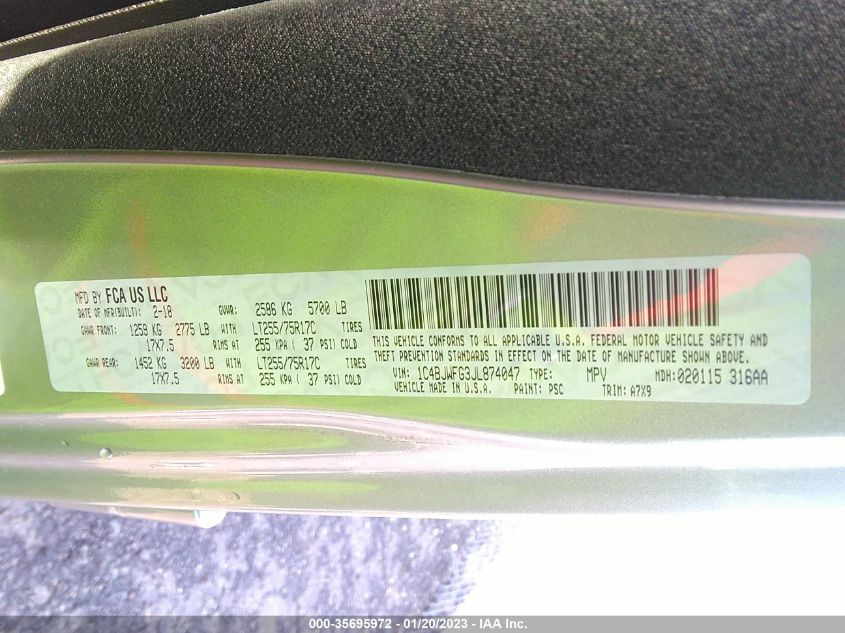 MFD BY FCA US LLC
DATE OF MFR(BUILT): 2-18 GVWR: 2586 KG 5700 LB
GAWR FRONT: 1259 KG 2775 LB WITH LT255/75R17C TIRES
17X7.5 RIMS AT 255 KPA ( 37 PSI) COLD
GAWR REAR: 1452 KG 3200 LB WITH LT255/75R17C TIRES
17X7.5 RIMS AT 255 KPA ( 37 PSI) COLD
THIS VEHICLE CONFORMS TO ALL APPLICABLE U.S.A. FEDERAL MOTOR VEHICLE SAFETY AND
THEFT PREVENTION STANDARDS IN EFFECT ON THE DATE OF MANUFACTURE SHOWN ABOVE.
VIN: 1C4BJWFG3JL874047 TYPE: MPV MDH:020115 316AA
VEHICLE MADE IN U.S.A. PAINT: PSC TRIM: A7X9
000-35695972 — 01/20/2023 — IAA Inc.